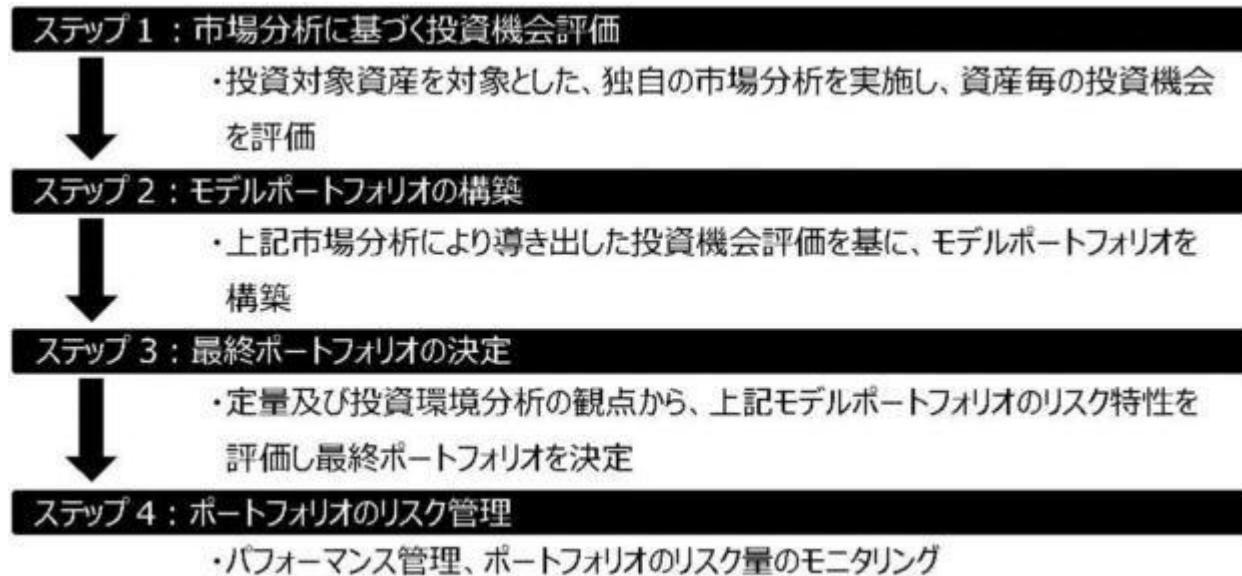 ステップ1：市場分析に基づく投資機会評価
・投資対象資産を対象とした、独自の市場分析を実施し、資産毎の投資機会
を評価
ステップ2：モデルポートフォリオの構築
・上記市場分析により導き出した投資機会評価を基に、モデルポートフォリオを
構築
ステップ3：最終ポートフォリオの決定
・定量及び投資環境分析の観点から、上記モデルポートフォリオのリスク特性を
評価し最終ポートフォリオを決定
ステップ4：ポートフォリオのリスク管理
・パフォーマンス管理、ポートフォリオのリスク量のモニタリング